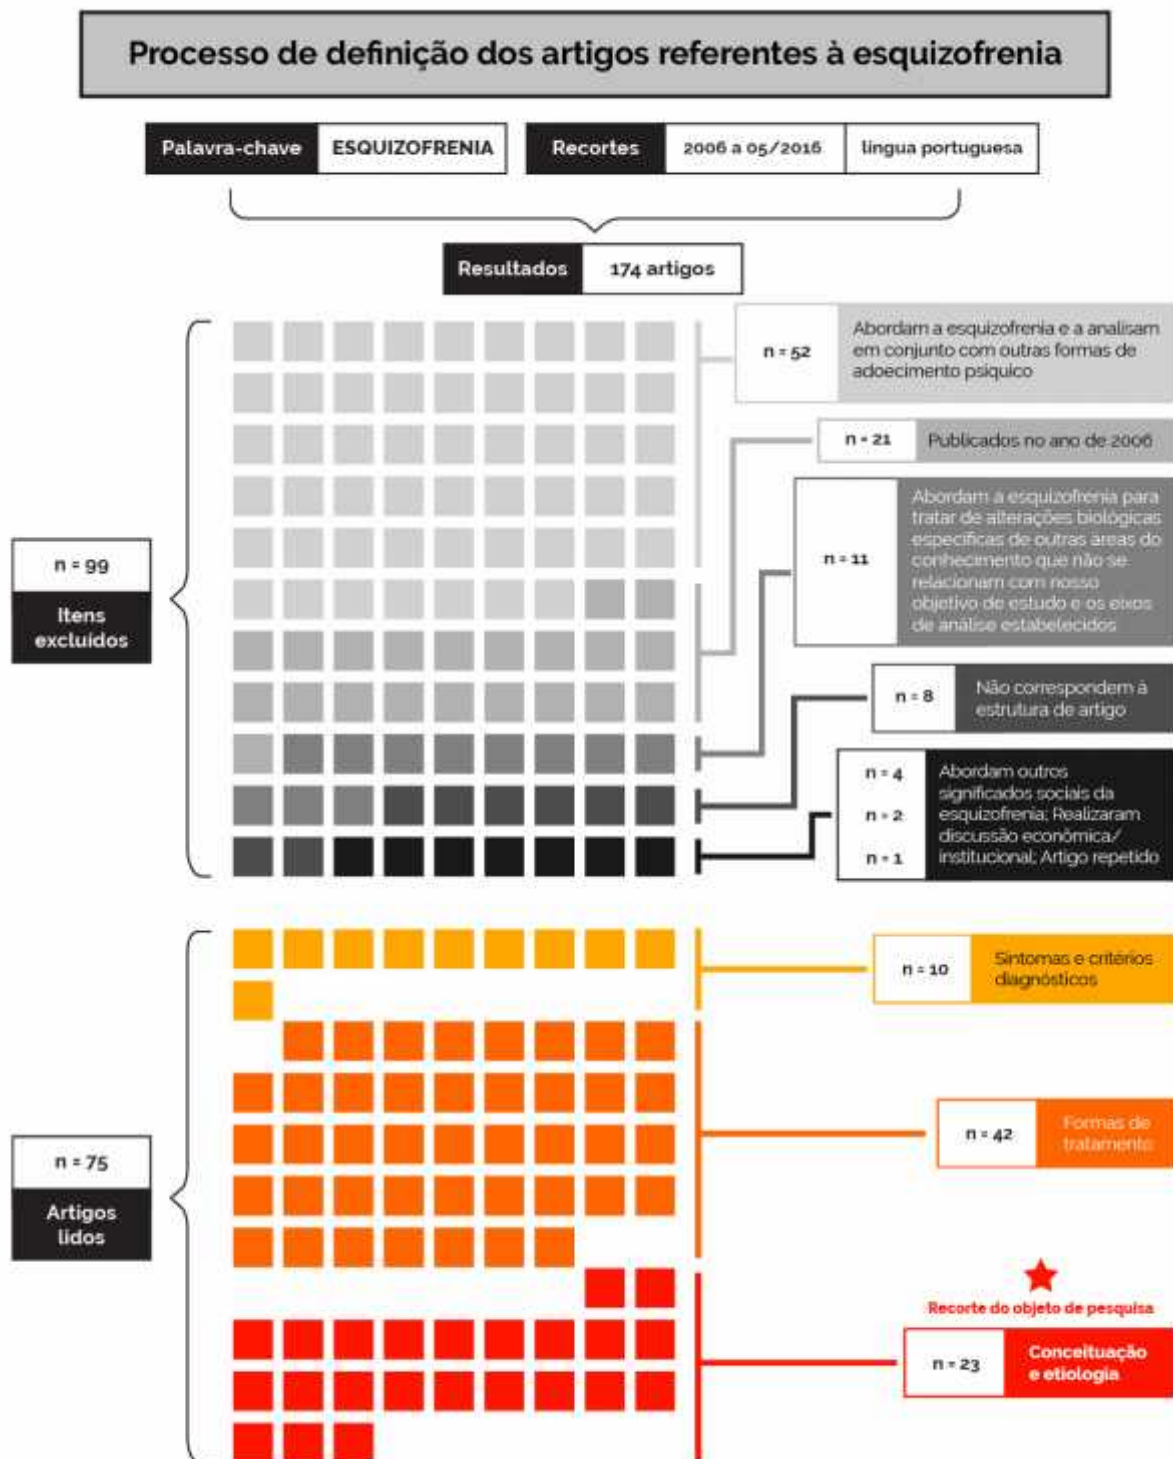 Processo de definição dos artigos referentes à esquizofrenia
Palavra-chave ESQUIZOFRENIA Recortes 2006 a 05/2016 língua portuguesa
Resultados 174 artigos
n = 52
Abordam a esquizofrenia e a analisam
em conjunto com outras formas de
adoecimento psíquico
n = 21 Publicados no ano de 2006
n = 11
Abordam a esquizofrenia para
tratar de alterações biológicas
específicas de outras áreas do
conhecimento que não se
relacionam com nosso
objetivo de estudo e os eixos
de análise estabelecidos
n = 99
Itens
excluídos
n = 8
Não correspondem à
estrutura de artigo
n = 4
n = 2
n = 1
Abordam outros
significados sociais da
esquizofrenia; Realizaram
discussão econômica/
institucional; Artigo repetido
n = 10
Sintomas e critérios
diagnósticos
n = 75
Artigos
lidos
n = 42
Formas de
tratamento
Recorte do objeto de pesquisa
n = 23
Conceituação
e etiologia